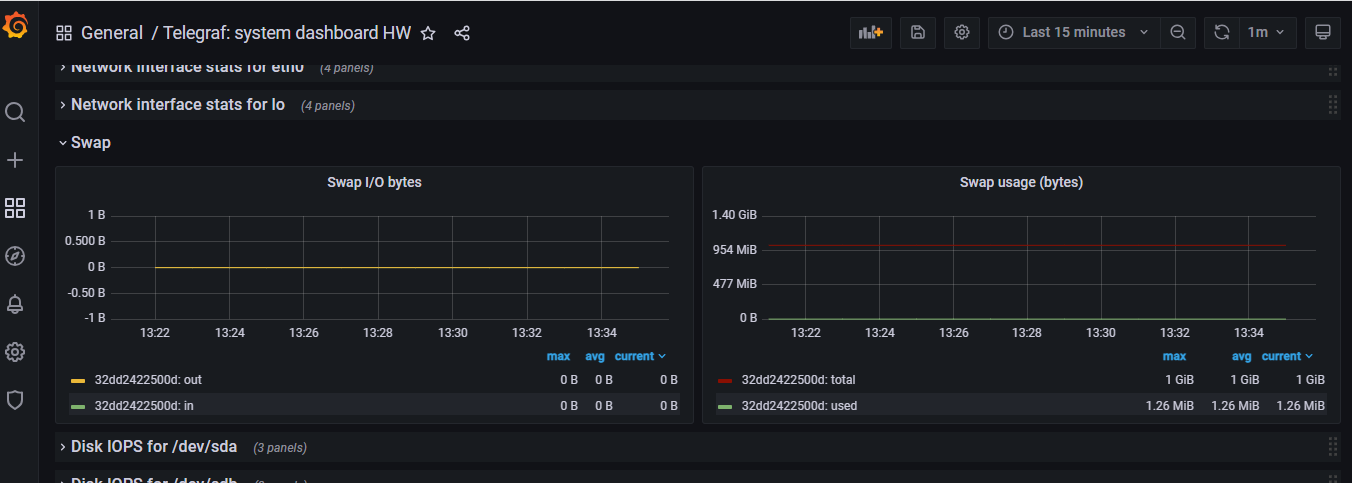 General / Telegraf: system dashboard HW
Last 15 minutes
1m
Network interface stats for eth0 (4 panels)
Network interface stats for lo (4 panels)
Swap
Swap I/O bytes
1 B
0.500 B
0 B
-0.50 B
-1 B
13:22 13:24 13:26 13:28 13:30 13:32 13:34
max avg current
32dd2422500d: out 0 B 0 B 0 B
32dd2422500d: in 0 B 0 B 0 B
Swap usage (bytes)
1.40 GiB
954 MiB
477 MiB
0 B
13:22 13:24 13:26 13:28 13:30 13:32 13:34
max avg current
32dd2422500d: total 1 GiB 1 GiB 1 GiB
32dd2422500d: used 1.26 MiB 1.26 MiB 1.26 MiB
Disk IOPS for /dev/sda (3 panels)
Disk IOPS for /dev/sdb